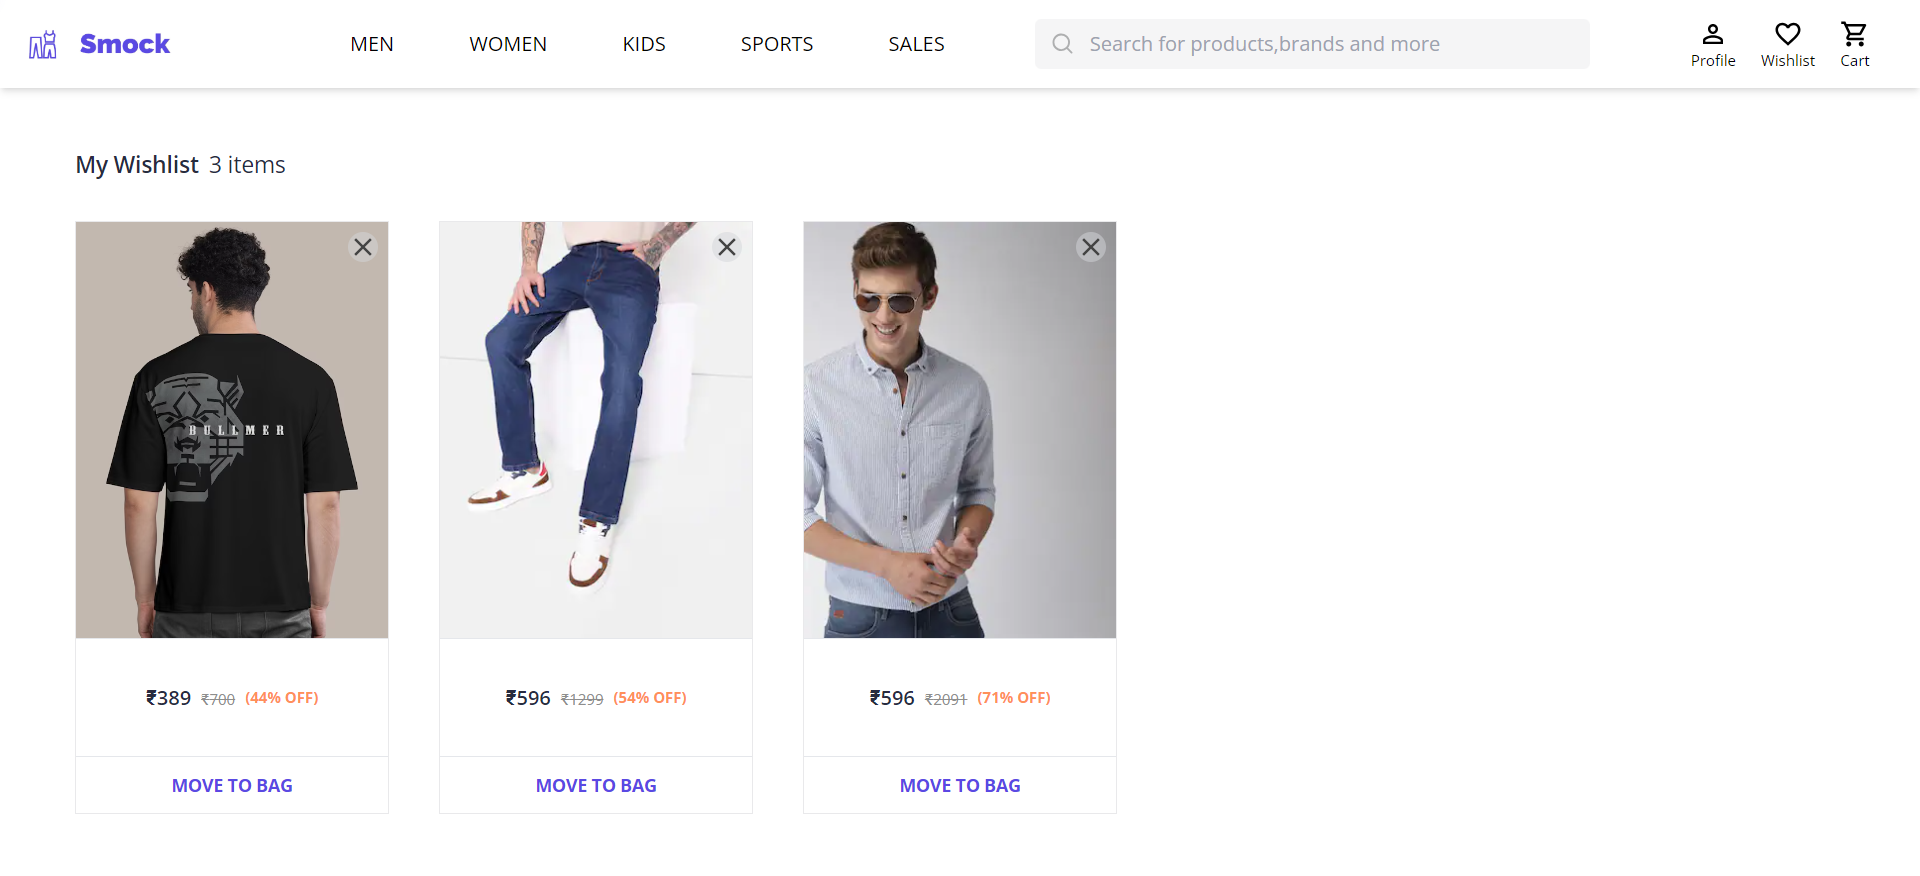 Smock
MEN
WOMEN
KIDS
SPORTS
SALES
Search for products,brands and more
Profile
Wishlist
Cart
My Wishlist 3 items
BULLMER
₹389 ₹700 (44% OFF)
MOVE TO BAG
₹596 ₹1299 (54% OFF)
MOVE TO BAG
₹596 ₹2091 (71% OFF)
MOVE TO BAG